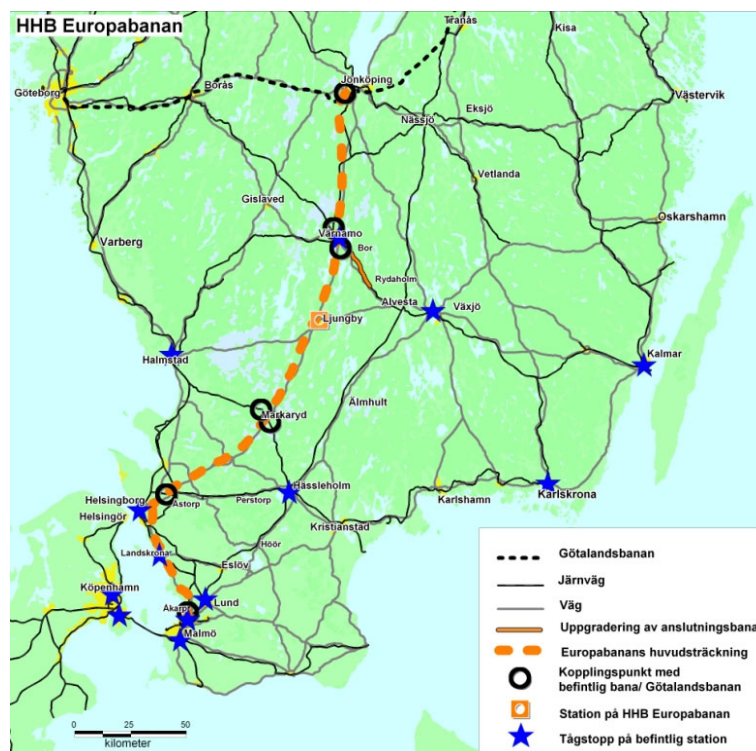 HHB Europabanan
Tranås
Kisa
Jönköping
Borås
Göteborg
Västervik
Eksjö
Nässjö
Vetlanda
Gislaved
Oskarshamn
Värnamo
Varberg
Bor
Rydaholm
Alvesta
Växjö
Ljungby
Halmstad
Kalmar
Älmhult
Markaryd
Hässleholm
Helsingborg
Åstorp
Perstorp
Karlshamn
Karlskrona
Helsingör
Kristianstad
Höör
Landskrona
Eslöv
Köpenhamn
Lund
Åkarp
Malmö
Götalandsbanan
Järnväg
Väg
Uppgradering av anslutningsbana
Europabanans huvudsträckning
Kopplingspunkt med
befintlig bana/ Götalandsbanan
Station på HHB Europabanan
Tågstopp på befintlig station
0 25 50
kilometer